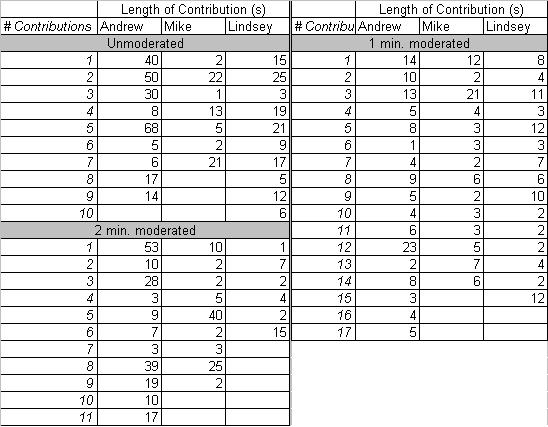 Length of Contribution (s)
# Contributions Andrew Mike Lindsey
Unmoderated
1 40 2 15
2 50 22 25
3 30 1 3
4 8 13 19
5 68 5 21
6 5 2 9
7 6 21 17
8 17 5
9 14 12
10 6
2 min. moderated
1 53 10 1
2 10 2 7
3 28 2 2
4 3 5 4
5 9 40 2
6 7 2 15
7 3 3
8 39 25
9 19 2
10 10
11 17
Length of Contribution (s)
# Contribu Andrew Mike Lindsey
1 min. moderated
1 14 12 8
2 10 2 4
3 13 21 11
4 5 4 3
5 8 3 12
6 1 3 3
7 4 2 7
8 9 6 6
9 5 2 10
10 4 3 2
11 6 3 2
12 23 5 2
13 2 7 4
14 8 6 2
15 3 12
16 4
17 5